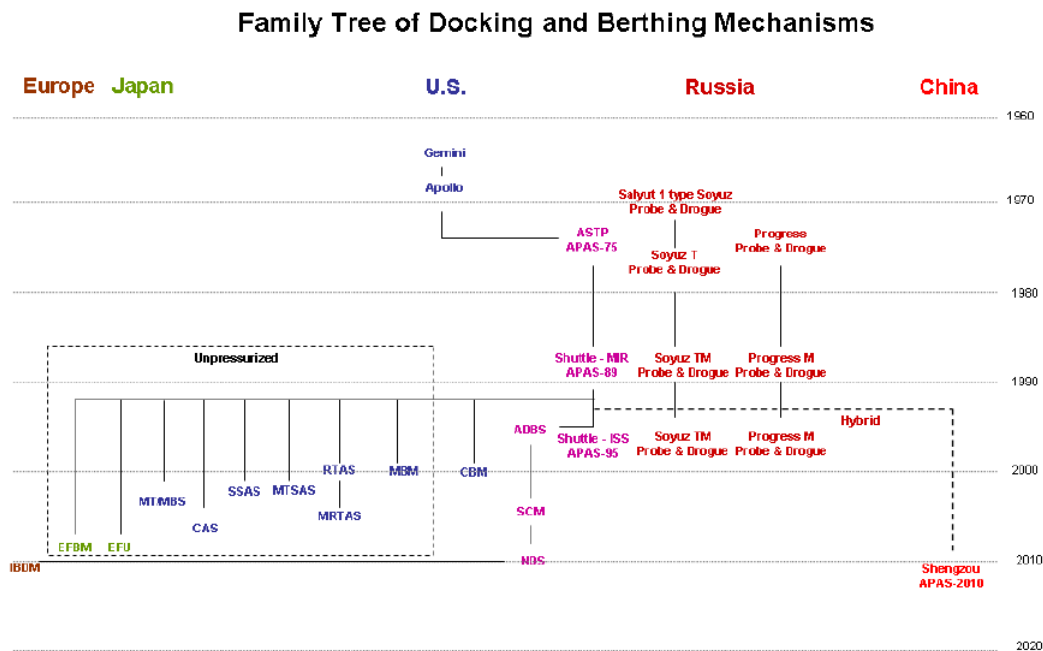 Family Tree of Docking and Berthing Mechanisms
Europe Japan U.S. Russia China
1960
Gemini
Apollo
Salyut 1 type Soyuz
Probe & Drogue
1970
ASTP
APAS-75
Progress
Probe & Drogue
Soyuz T
Probe & Drogue
1980
Unpressurized
Shuttle - MIR
APAS-89
Soyuz TM
Probe & Drogue
Progress M
Probe & Drogue
1990
Hybrid
ADBS
Shuttle - ISS
APAS-95
Soyuz TM
Probe & Drogue
Progress M
Probe & Drogue
RTAS
MBM
CBM
2000
MT/MBS
SSAS
MTSAS
MRTAS
CAS
SCM
EFBM
EFU
IBDM
NDS
2010
Shengzou
APAS-2010
2020